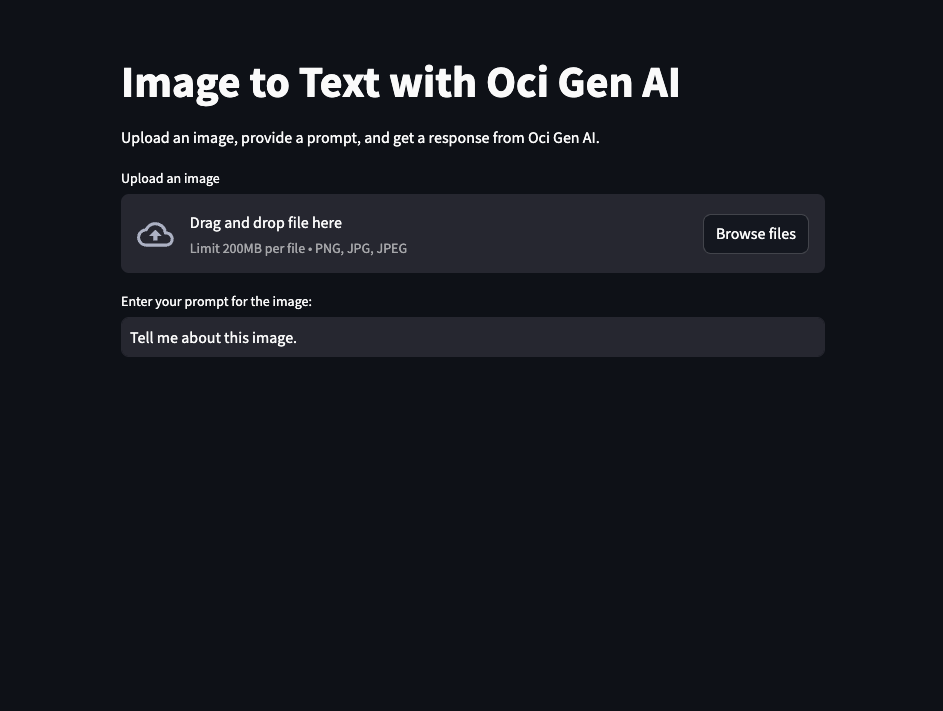 Image to Text with Oci Gen AI
Upload an image, provide a prompt, and get a response from Oci Gen AI.
Upload an image
Drag and drop file here
Limit 200MB per file • PNG, JPG, JPEG
Browse files
Enter your prompt for the image:
Tell me about this image.